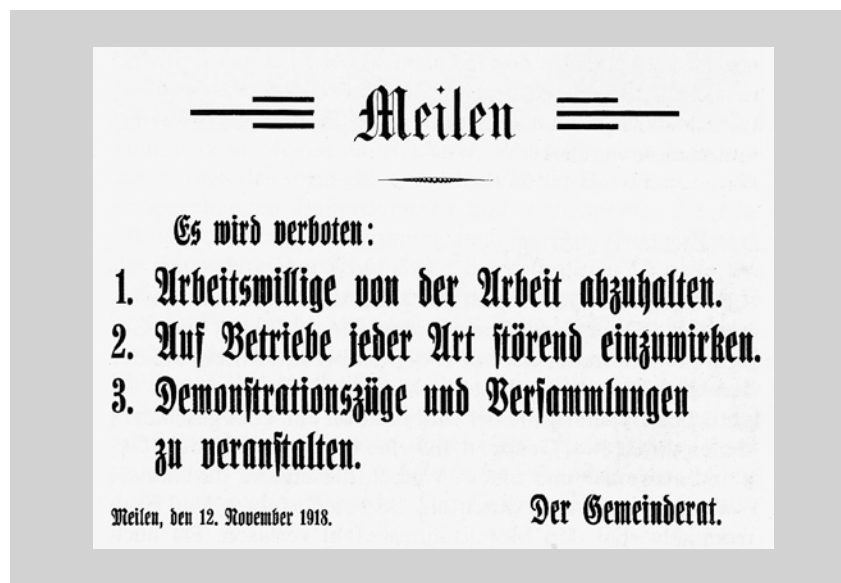 Meilen
Es wird verboten:
1. Arbeitswillige von der Arbeit abzuhalten.
2. Auf Betriebe jeder Art störend einzuwirken.
3. Demonstrationszüge und Versammlungen
zu veranstalten.
Meilen, den 12. November 1918.
Der Gemeinderat.